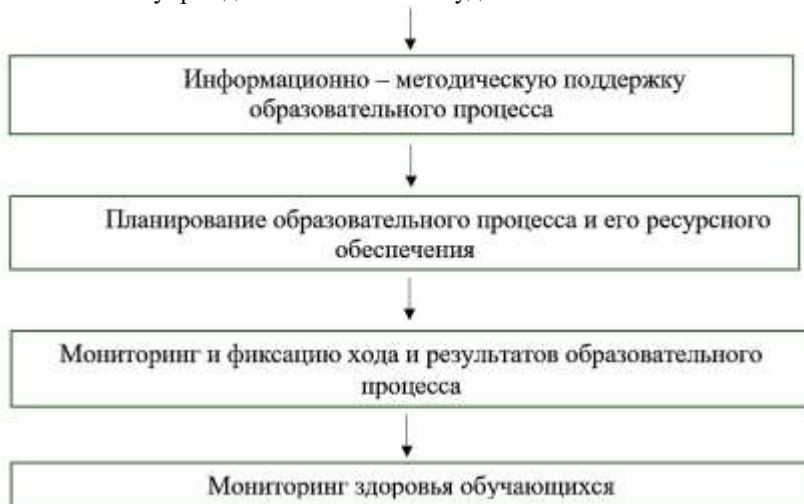 Информационно – методическую поддержку
образовательного процесса
Планирование образовательного процесса и его ресурсного
обеспечения
Мониторинг и фиксацию хода и результатов образовательного
процесса
Мониторинг здоровья обучающихся